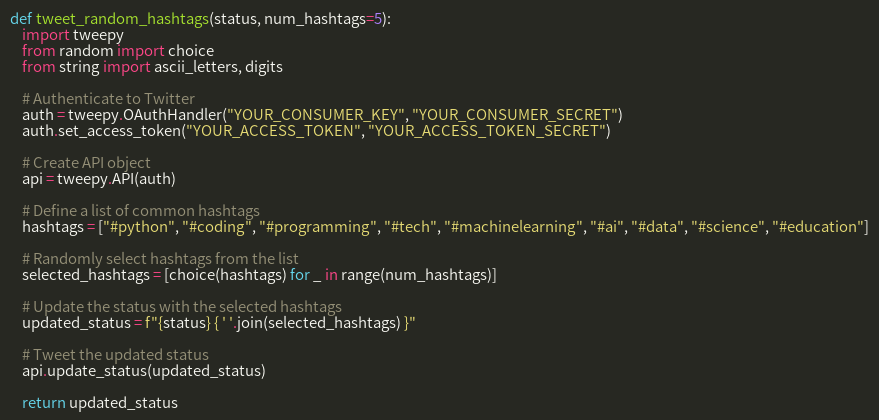 def tweet_random_hashtags(status, num_hashtags=5):
import tweepy
from random import choice
from string import ascii_letters, digits
# Authenticate to Twitter
auth = tweepy.OAuthHandler("YOUR_CONSUMER_KEY", "YOUR_CONSUMER_SECRET")
auth.set_access_token("YOUR_ACCESS_TOKEN", "YOUR_ACCESS_TOKEN_SECRET")
# Create API object
api = tweepy.API(auth)
# Define a list of common hashtags
hashtags = ["#python", "#coding", "#programming", "#tech", "#machinelearning", "#ai", "#data", "#science", "#education"]
# Randomly select hashtags from the list
selected_hashtags = [choice(hashtags) for _ in range(num_hashtags)]
# Update the status with the selected hashtags
updated_status = f"{status} { ' '.join(selected_hashtags) }"
# Tweet the updated status
api.update_status(updated_status)
return updated_status